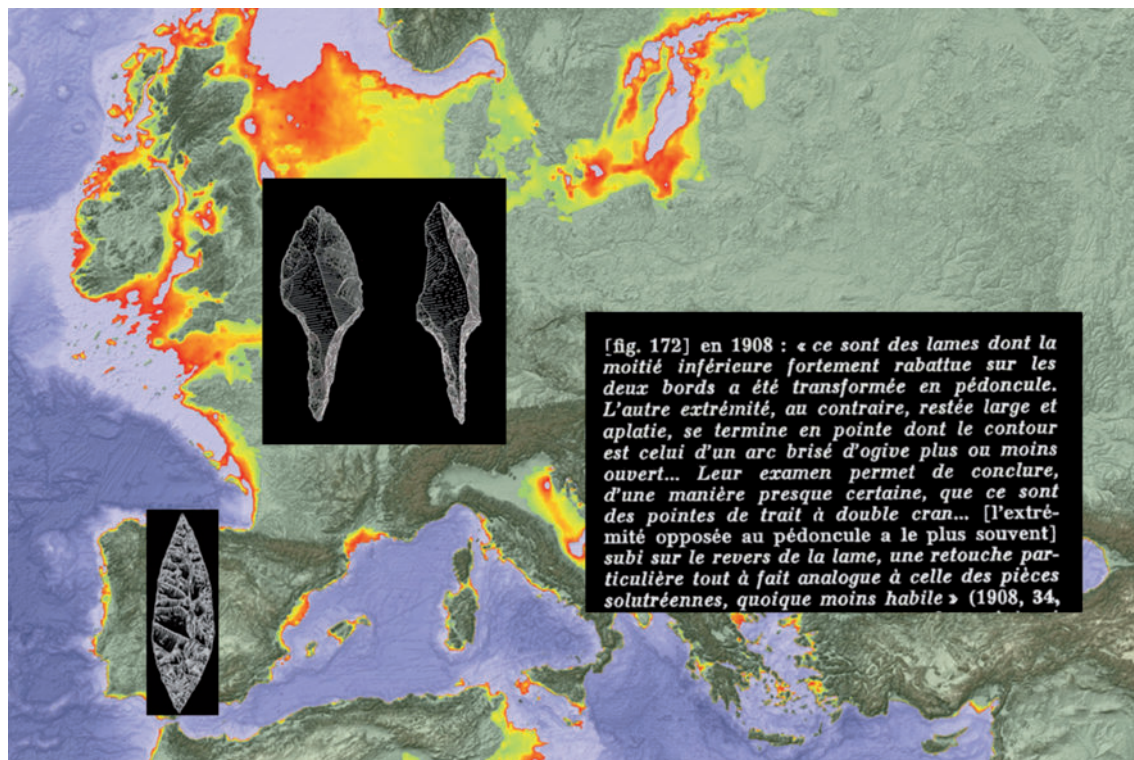 [fig. 172] en 1908 : « ce sont des lames dont la
moitié inférieure fortement rabattue sur les
deux bords a été transformée en pédoncule.
L'autre extrémité, au contraire, restée large et
aplatie, se termine en pointe dont le contour
est celui d'un arc brisé d'ogive plus ou moins
ouvert... Leur examen permet de conclure,
d'une manière presque certaine, que ce sont
des pointes de trait à double cran... [l'extré-
mité opposée au pédoncule a le plus souvent]
subi sur le revers de la lame, une retouche par-
ticulière tout à fait analogue à celle des pièces
solutréennes, quoique moins habile » (1908, 34,